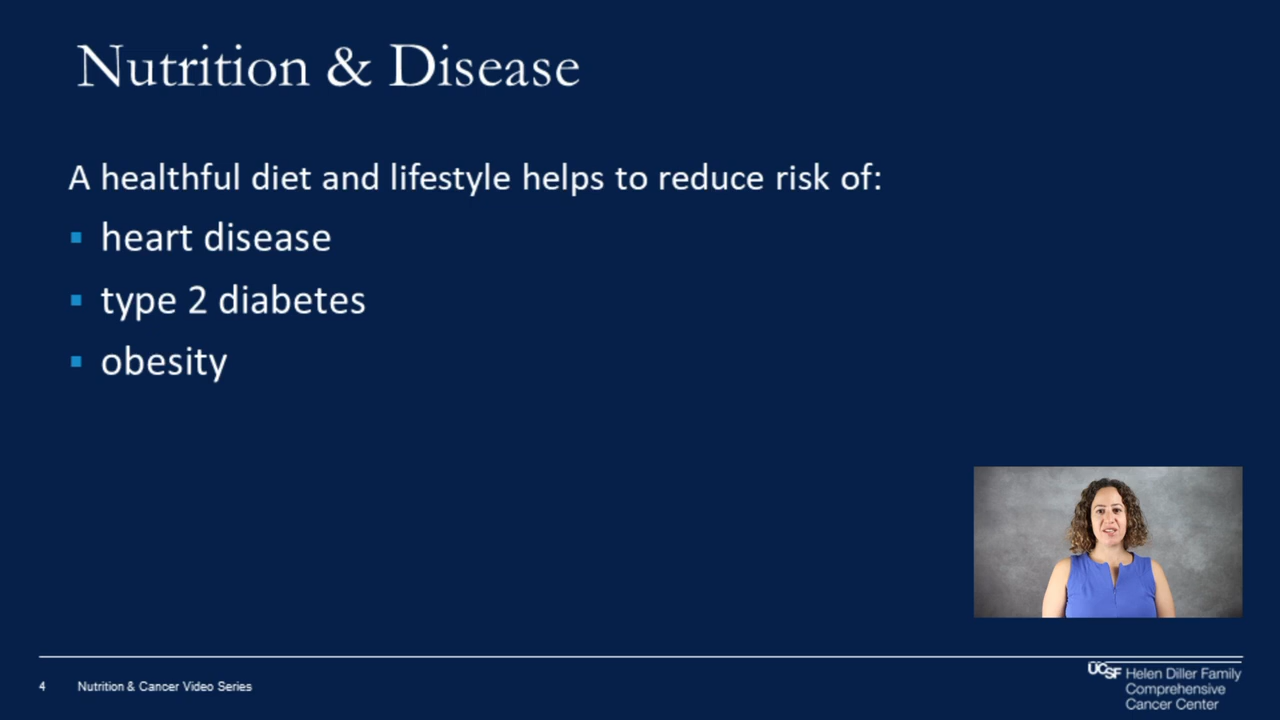 Nutrition & Disease
A healthful diet and lifestyle helps to reduce risk of:
heart disease
type 2 diabetes
obesity
4 Nutrition & Cancer Video Series
UCSF Helen Diller Family
Comprehensive
Cancer Center